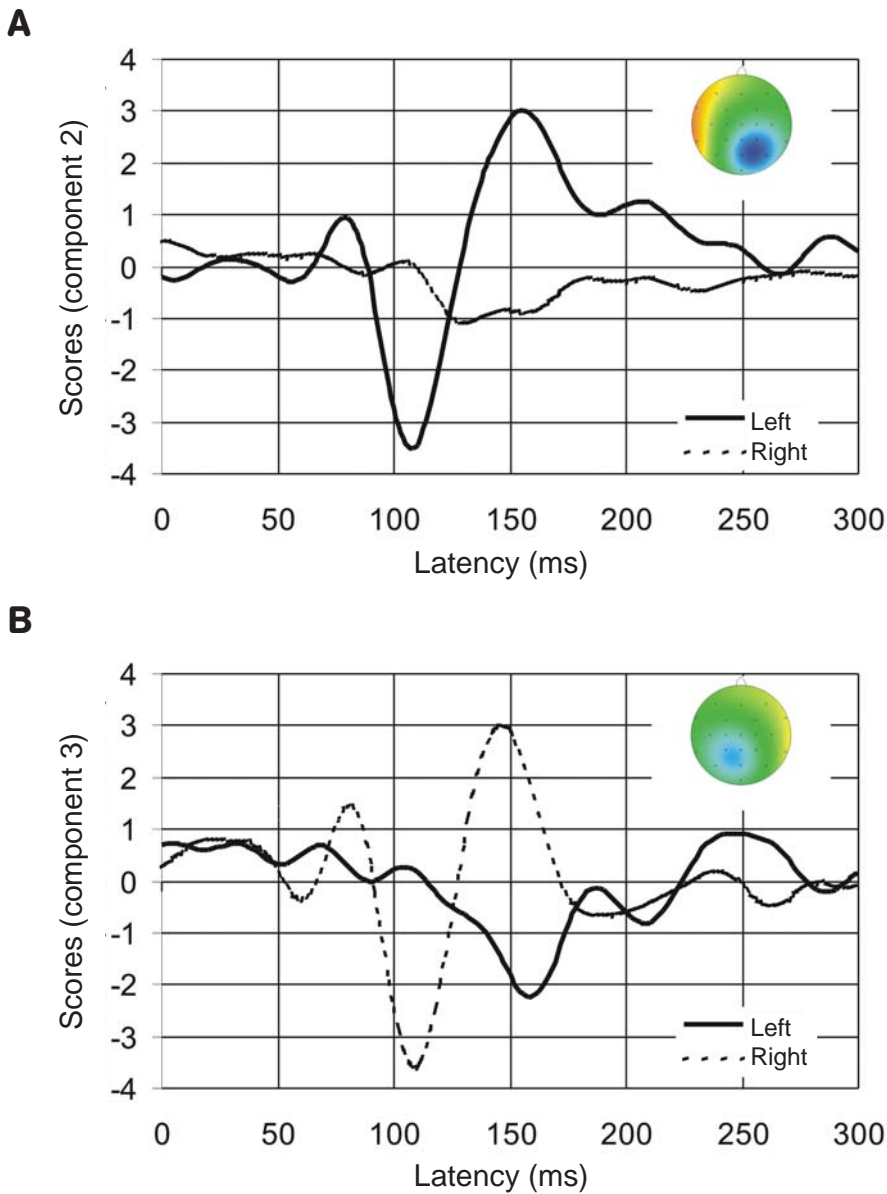 A
4
3
2
1
0
-1
-2
-3
-4
Scores (component 2)
Left
Right
0 50 100 150 200 250 300
Latency (ms)
B
4
3
2
1
0
-1
-2
-3
-4
Scores (component 3)
Left
Right
0 50 100 150 200 250 300
Latency (ms)